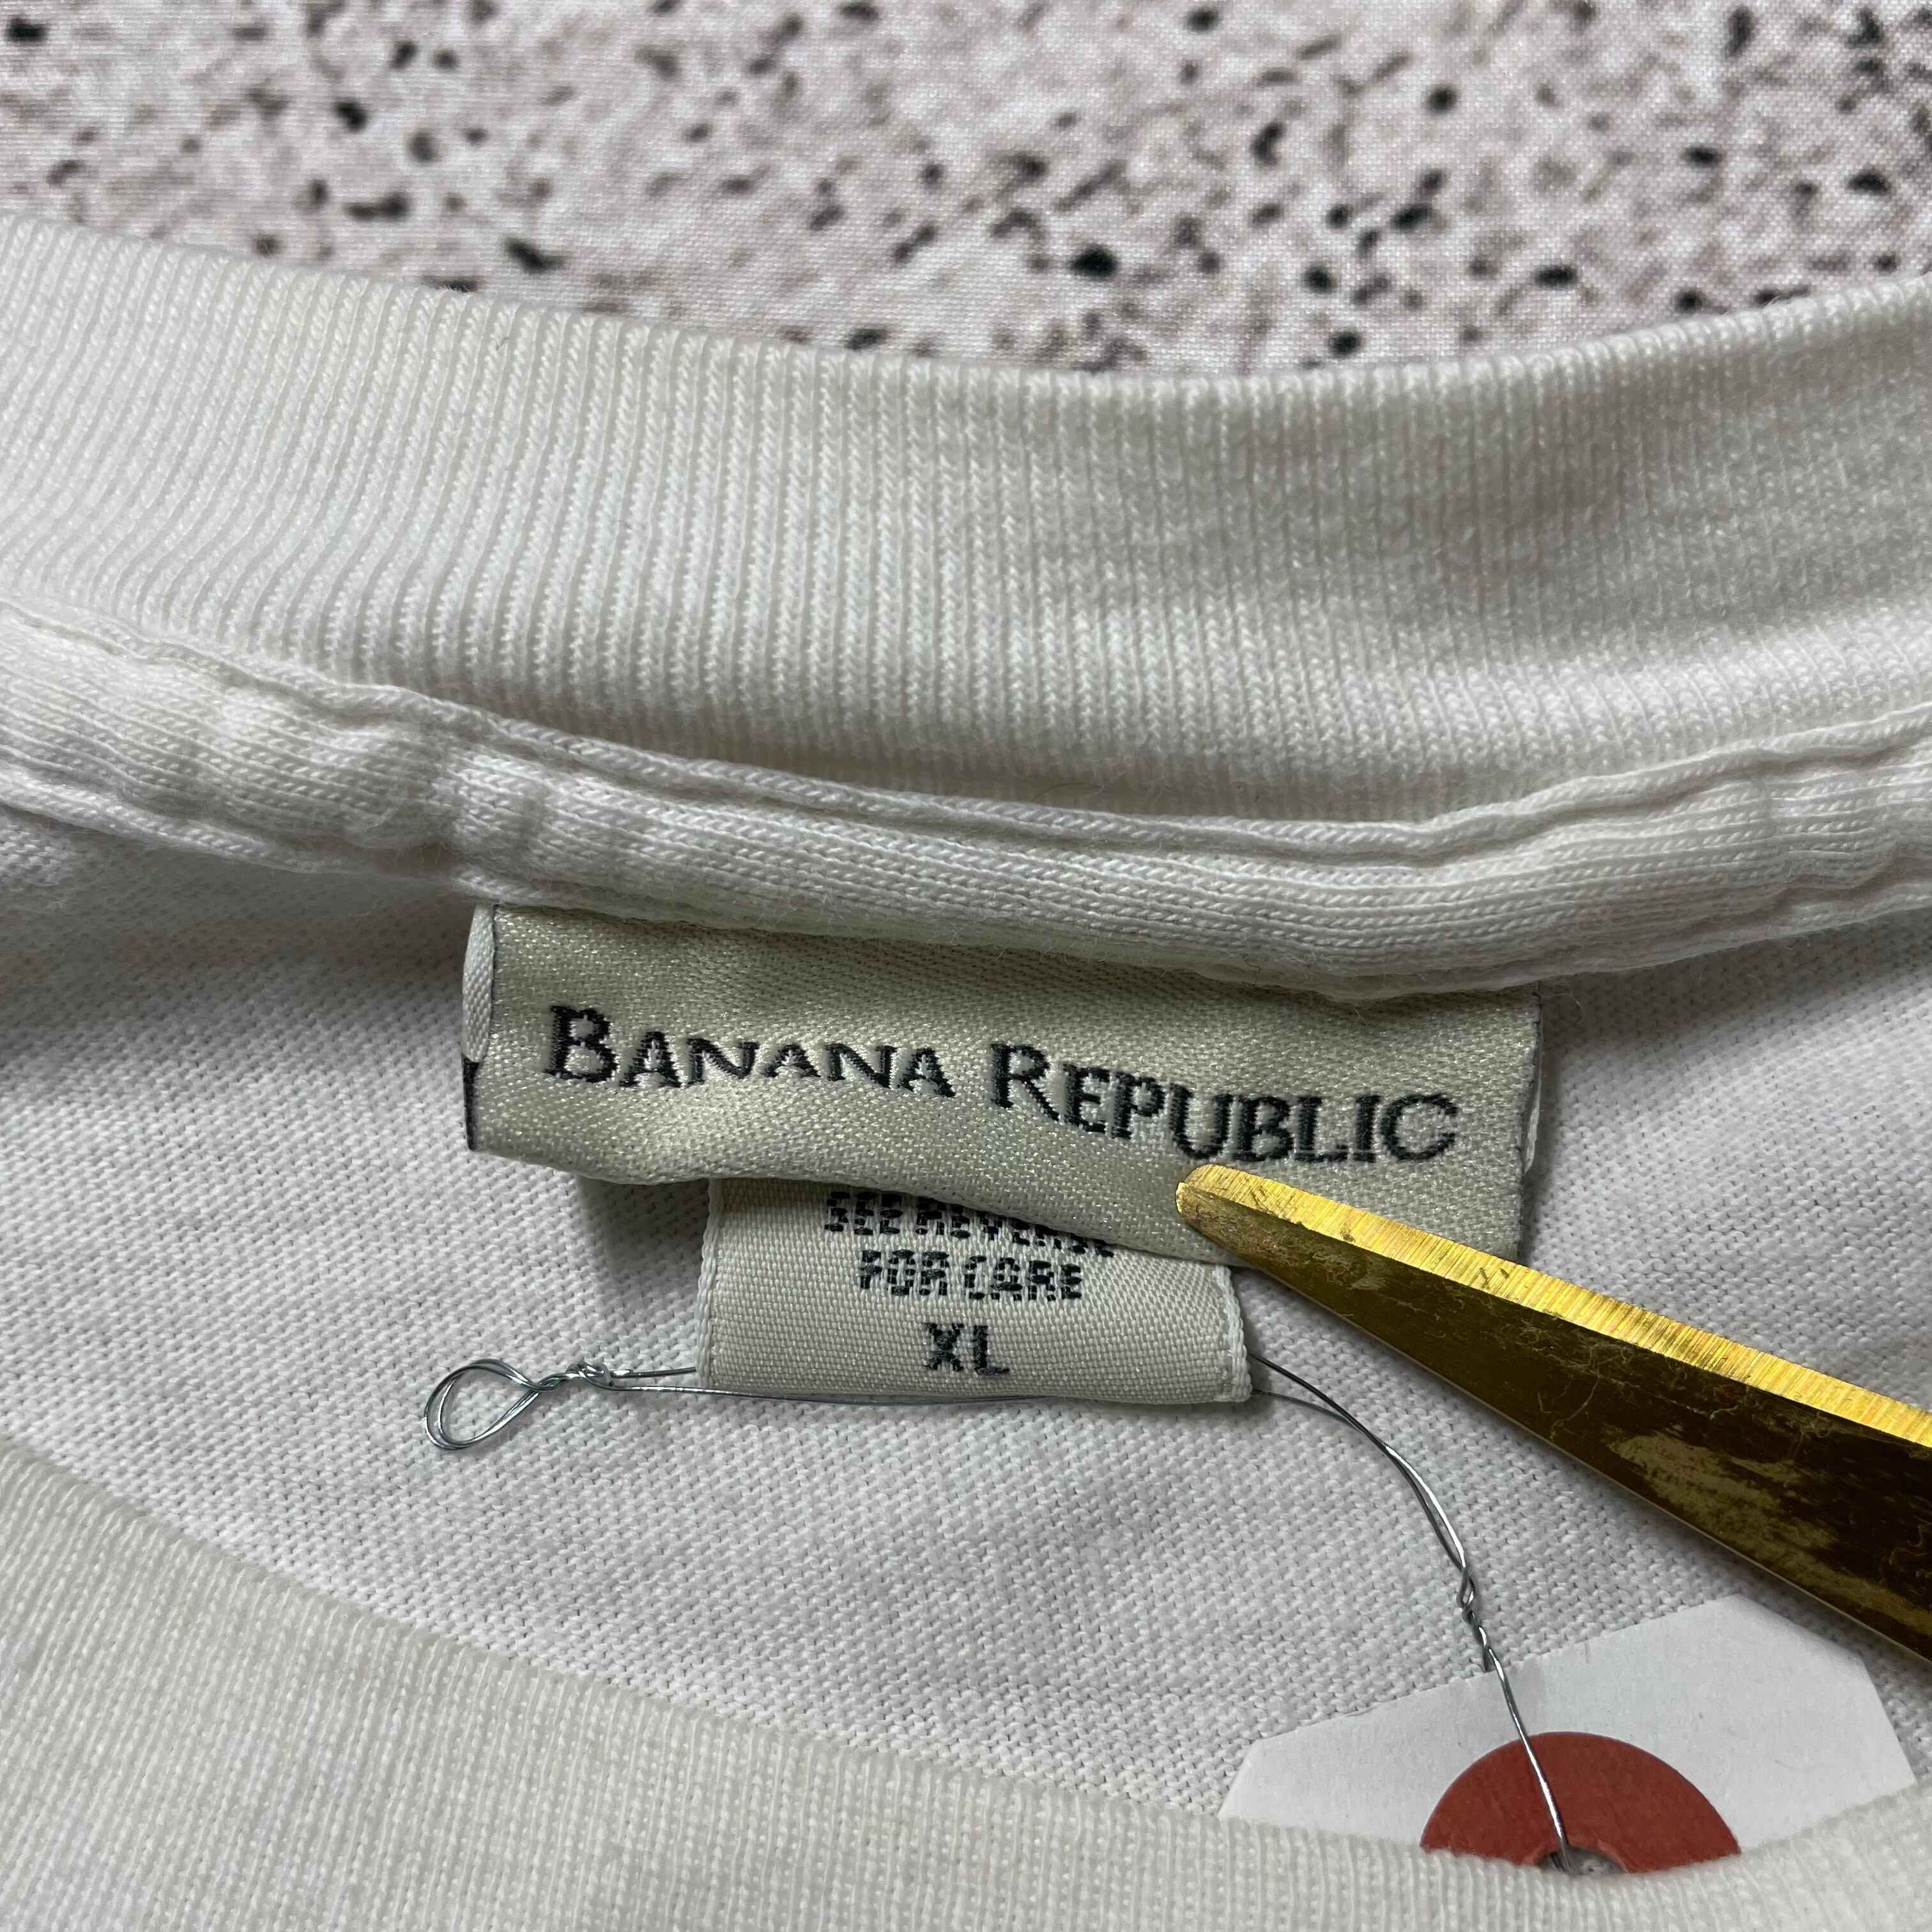 BANANA REPUBLIC
SEE REVERSE
FOR CARE
XL